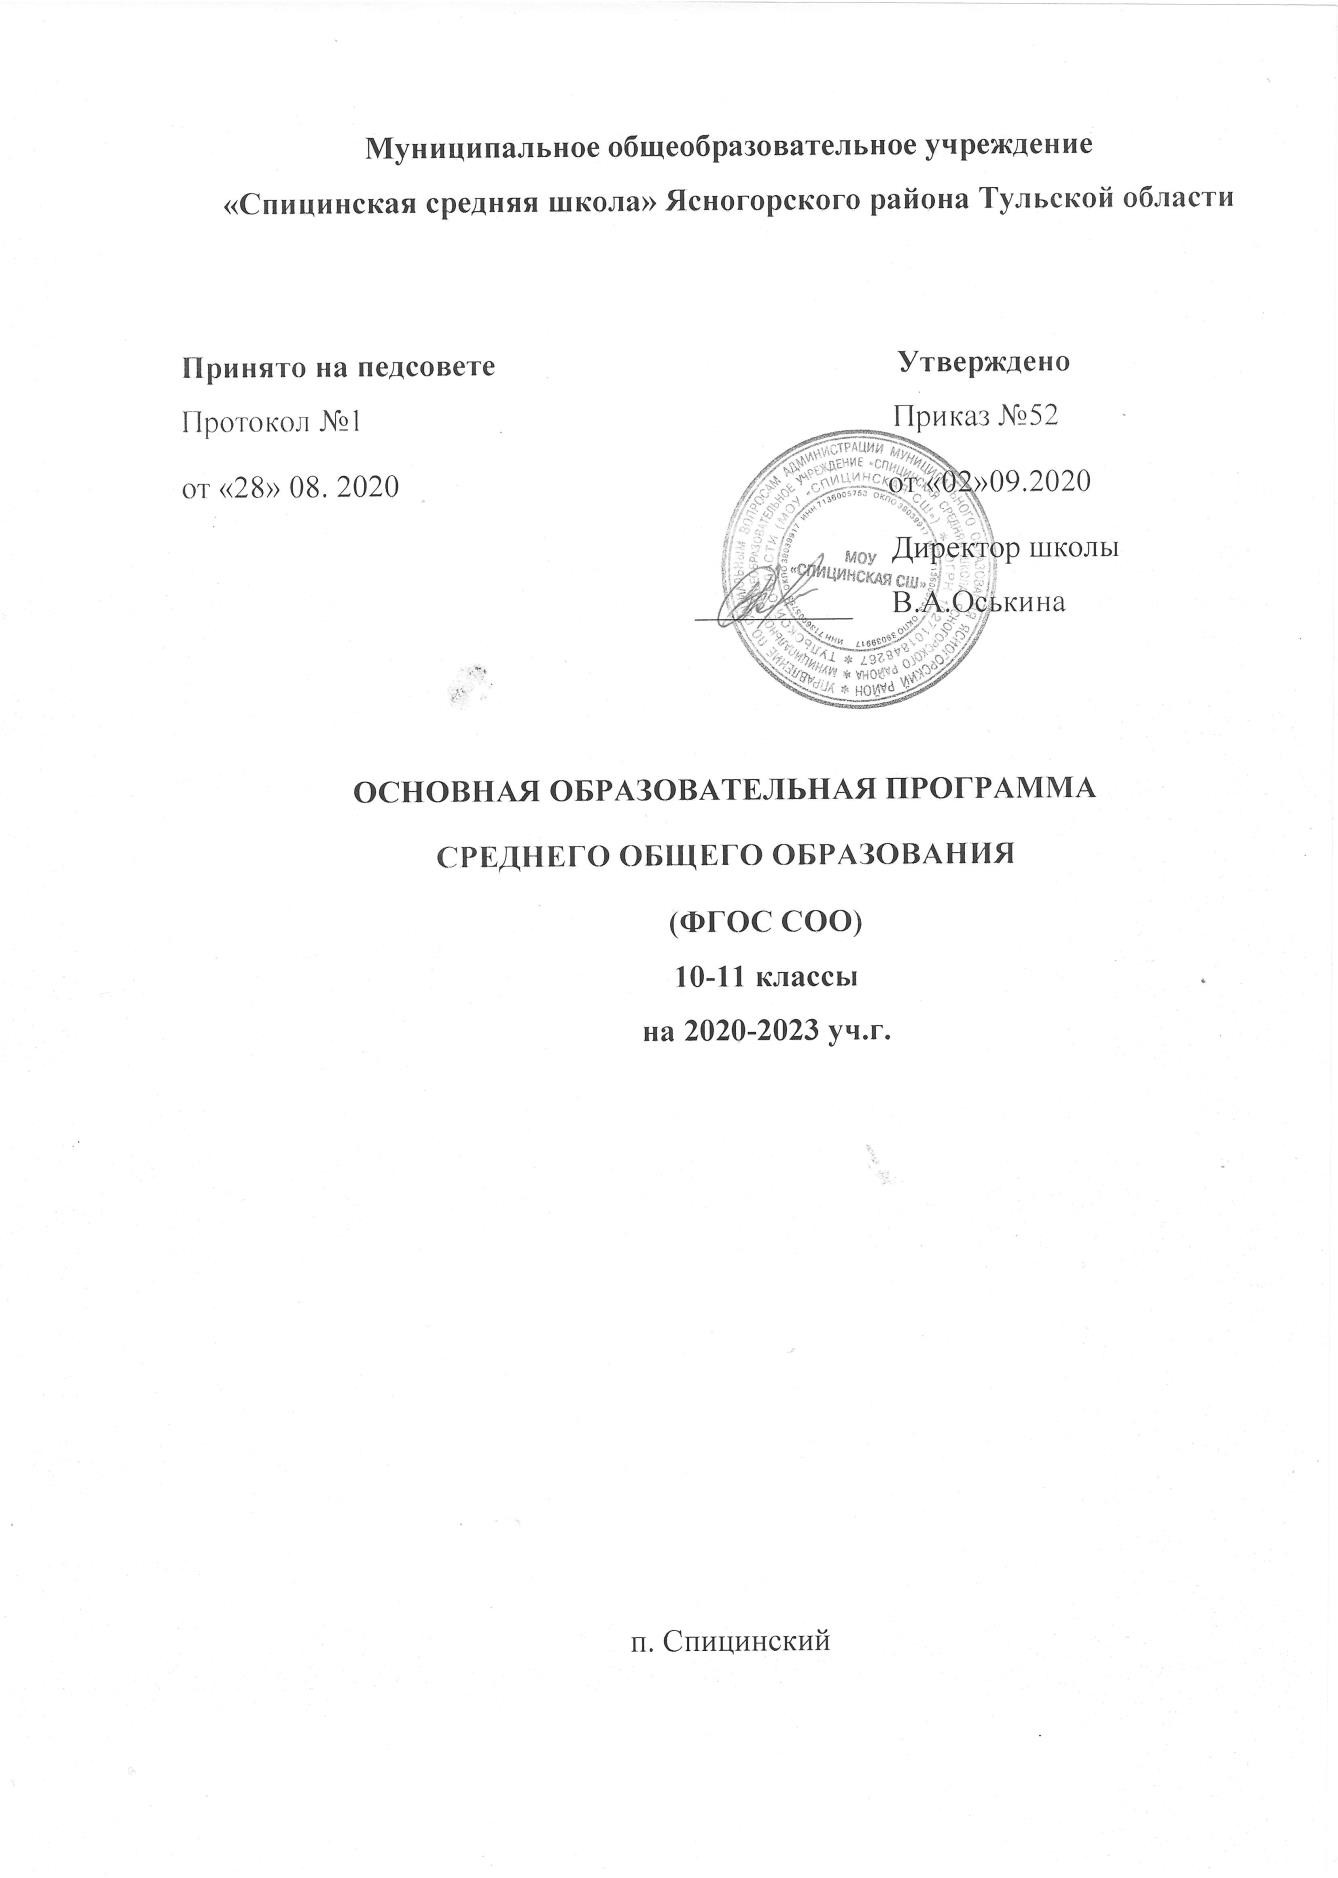 Муниципальное общеобразовательное учреждение
«Спицинская средняя школа» Ясногорского района Тульской области
Принято на педсовете
Утверждено
Протокол №1
Приказ №52
от «28» 08. 2020
от «02»09.2020
Директор школы
В.А.Оськина
МОУ
«СПИЦИНСКАЯ СШ»
ОСНОВНАЯ ОБРАЗОВАТЕЛЬНАЯ ПРОГРАММА
СРЕДНЕГО ОБЩЕГО ОБРАЗОВАНИЯ
(ФГОС СОО)
10-11 классы
на 2020-2023 уч.г.
п. Спицинский